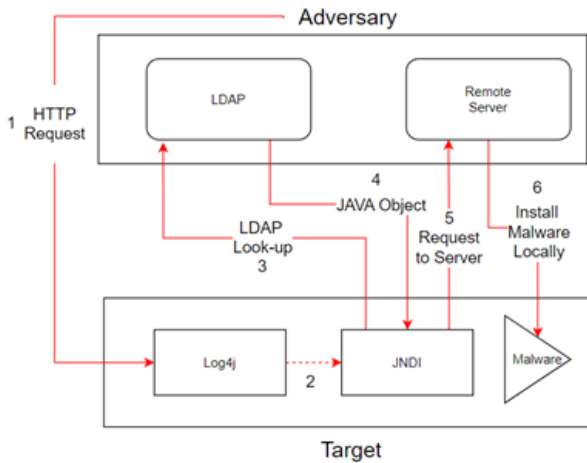 Adversary
1
HTTP
Request
LDAP
Remote
Server
4
JAVA Object
LDAP
Look-up
3
5
Request
to Server
6
Install
Malware
Locally
Log4j
2
JNDI
Malware
Target